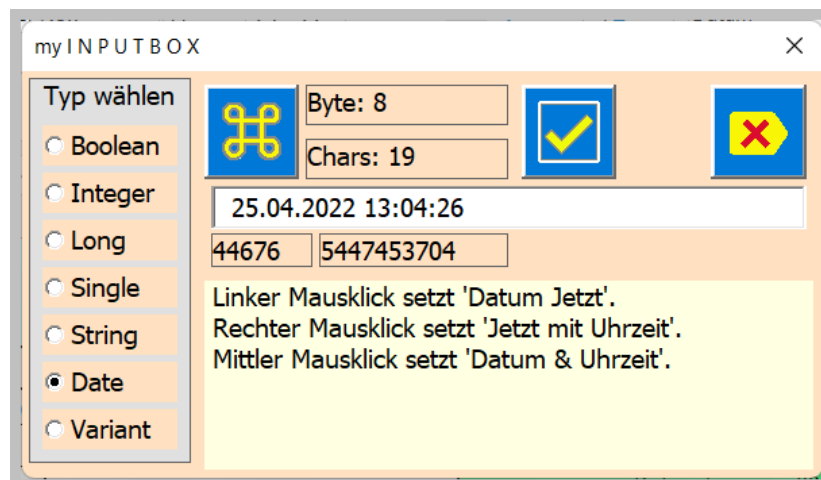 my I N P U T B O X
Typ wählen
Boolean
Integer
Long
Single
String
Date
Variant
Byte: 8
Chars: 19
25.04.2022 13:04:26
44676 5447453704
Linker Mausklick setzt 'Datum Jetzt'.
Rechter Mausklick setzt 'Jetzt mit Uhrzeit'.
Mittler Mausklick setzt 'Datum & Uhrzeit'.